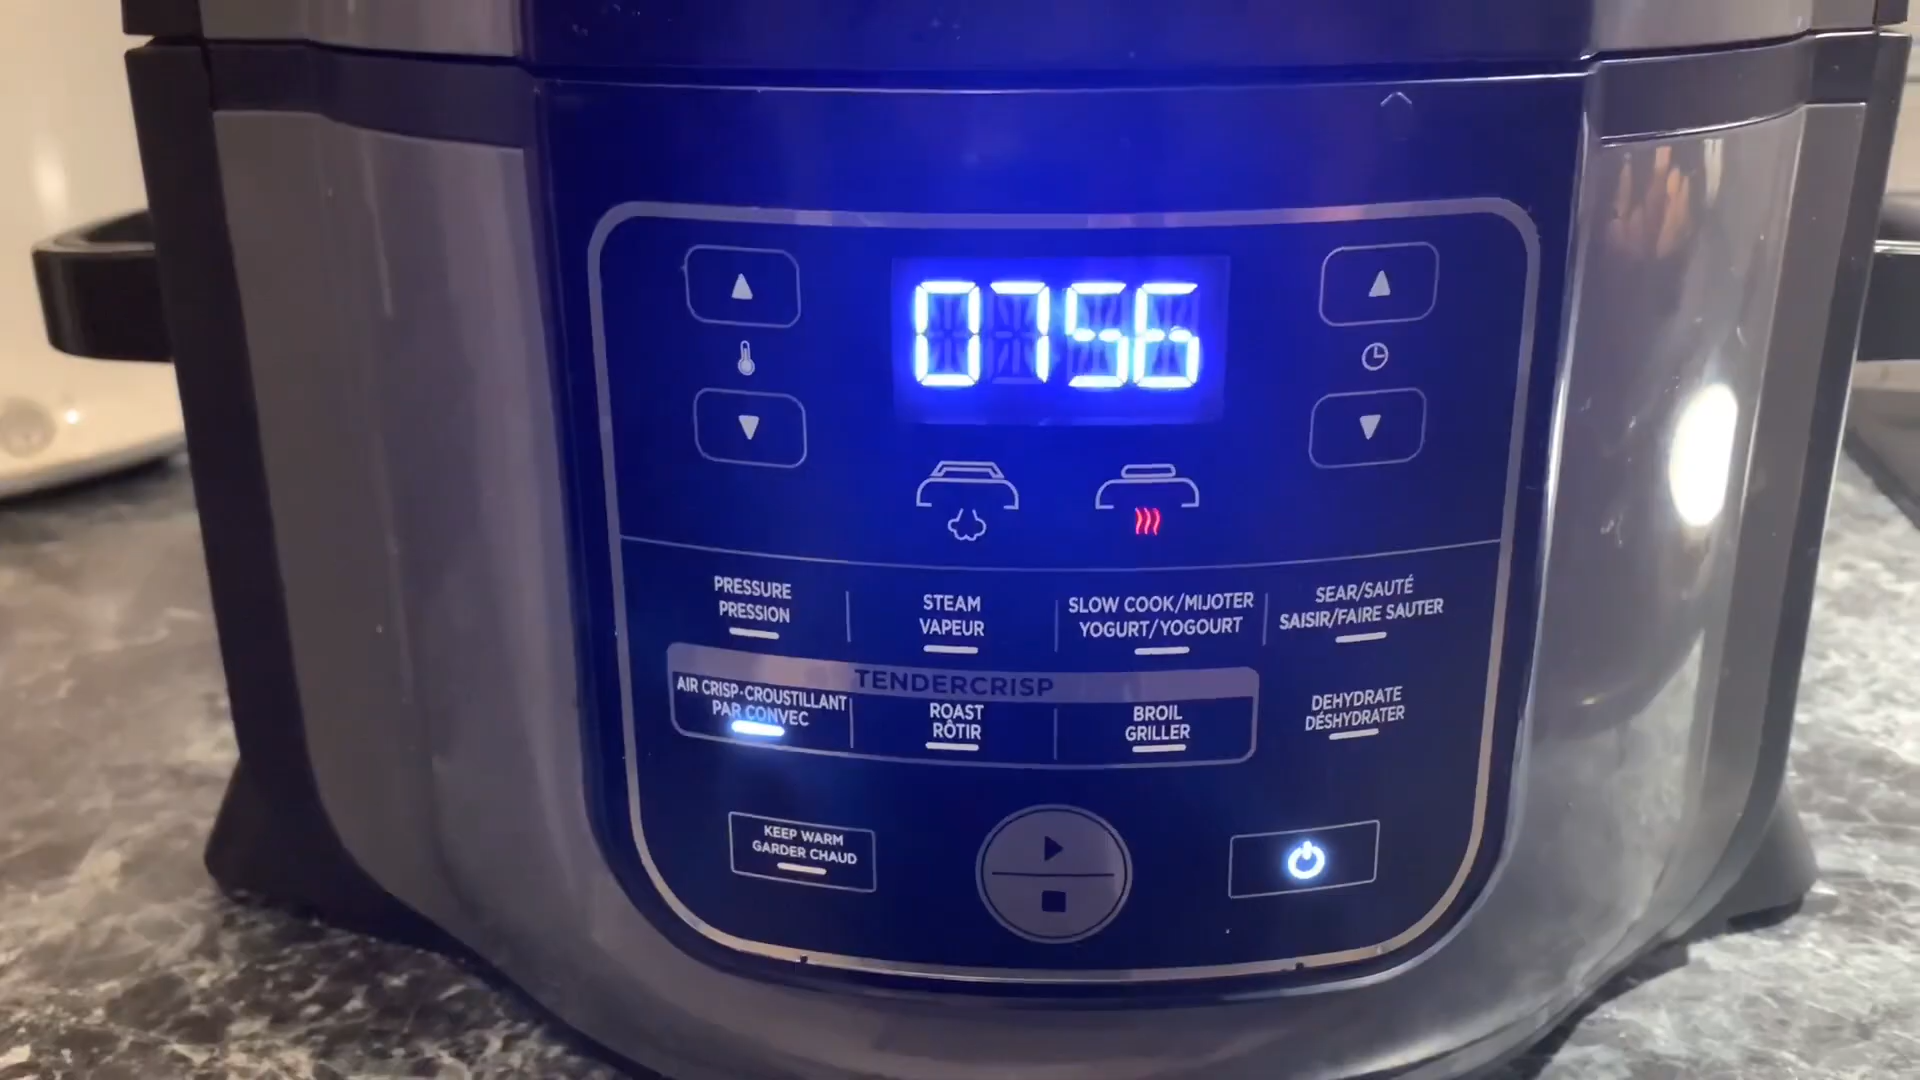 0756
PRESSURE
PRESSION
STEAM
VAPEUR
SLOW COOK/MIJOTER
YOGURT/YOGOURT
SEAR/SAUTÉ
SAISIR/FAIRE SAUTER
TENDERCRISP
AIR CRISP·CROUSTILLANT
PAR CONVEC
ROAST
RÔTIR
BROIL
GRILLER
DEHYDRATE
DÉSHYDRATER
KEEP WARM
GARDER CHAUD